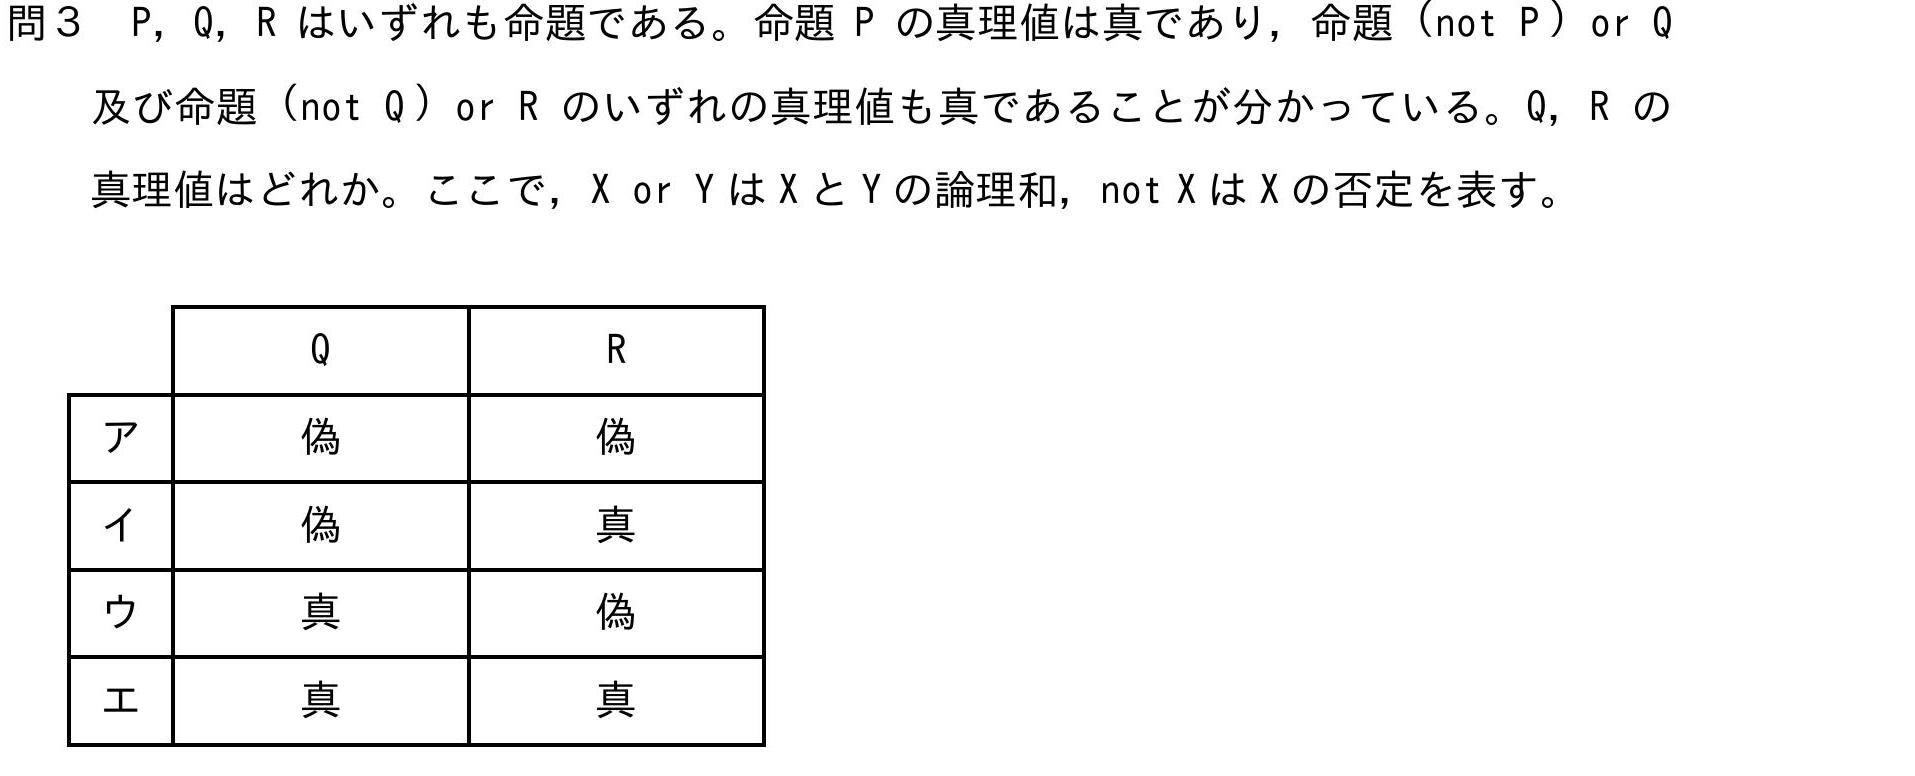 問３　P，Q，R はいずれも命題である。命題 P の真理値は真であり，命題（not P）or Q
及び命題（not Q）or R のいずれの真理値も真であることが分かっている。Q，R の
真理値はどれか。ここで，X or Y は X と Y の論理和，not X は X の否定を表す。
Q R
ア 偽 偽
イ 偽 真
ウ 真 偽
エ 真 真